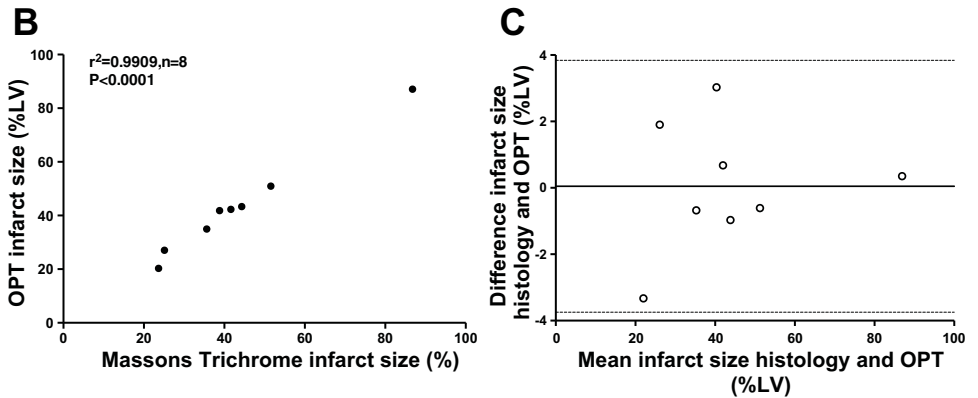 B
r²=0.9909,n=8
P<0.0001
100
80
60
40
20
0
OPT infarct size (%LV)
0 20 40 60 80 100
Massons Trichrome infarct size (%)
C
4
2
0
-2
-4
Difference infarct size
histology and OPT (%LV)
0 20 40 60 80 100
Mean infarct size histology and OPT
(%LV)